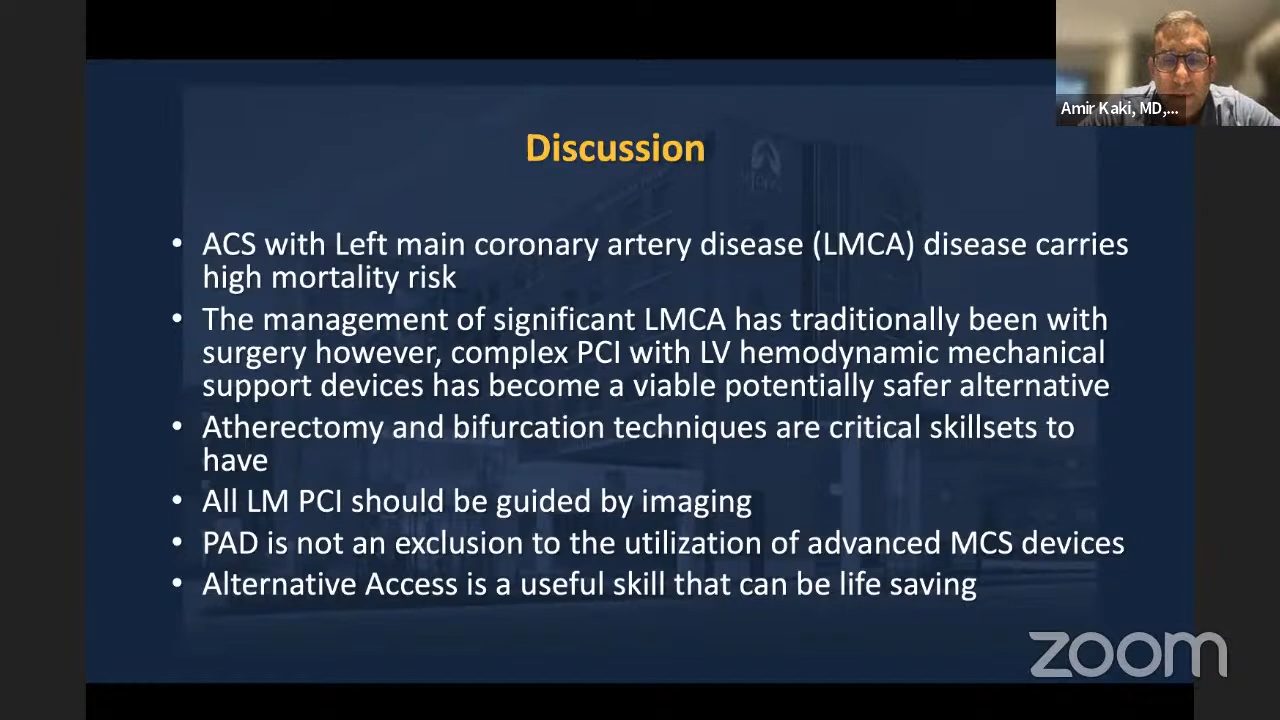 Amir Kaki, MD,...
Discussion
• ACS with Left main coronary artery disease (LMCA) disease carries
high mortality risk
• The management of significant LMCA has traditionally been with
surgery however, complex PCI with LV hemodynamic mechanical
support devices has become a viable potentially safer alternative
• Atherectomy and bifurcation techniques are critical skillsets to
have
• All LM PCI should be guided by imaging
• PAD is not an exclusion to the utilization of advanced MCS devices
• Alternative Access is a useful skill that can be life saving
zoom